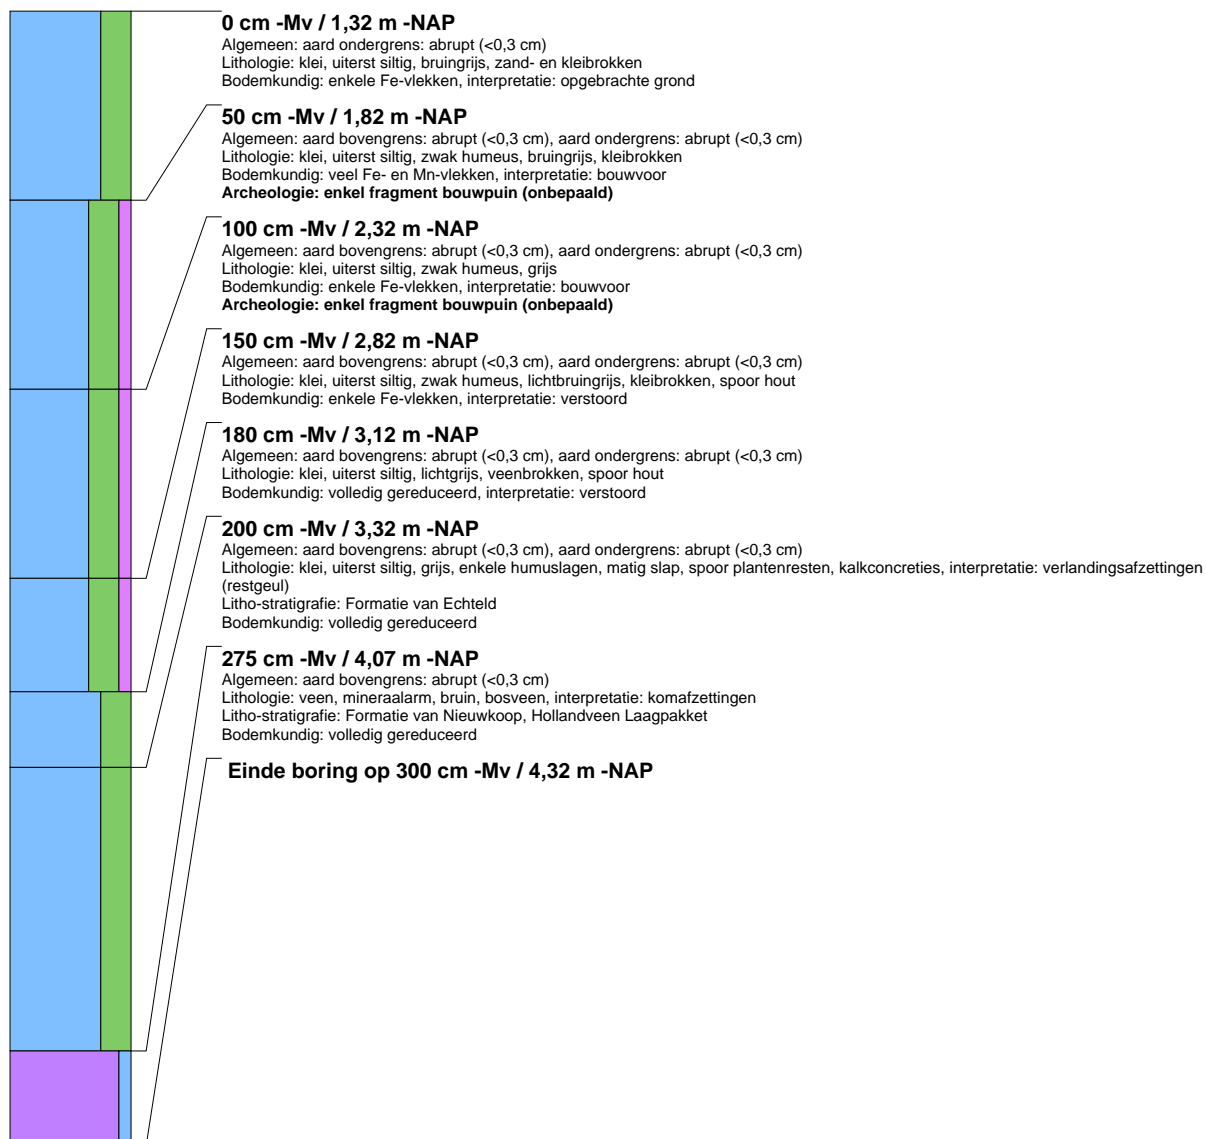 0 cm -Mv / 1,32 m -NAP
Algemeen: aard ondergrens: abrupt (<0,3 cm)
Lithologie: klei, uiterst siltig, bruingrijs, zand- en kleibrokken
Bodemkundig: enkele Fe-vlekken, interpretatie: opgebrachte grond
50 cm -Mv / 1,82 m -NAP
Algemeen: aard bovengrens: abrupt (<0,3 cm), aard ondergrens: abrupt (<0,3 cm)
Lithologie: klei, uiterst siltig, zwak humeus, bruingrijs, kleibrokken
Bodemkundig: veel Fe- en Mn-vlekken, interpretatie: bouwvoor
Archeologie: enkel fragment bouwpuin (onbepaald)
100 cm -Mv / 2,32 m -NAP
Algemeen: aard bovengrens: abrupt (<0,3 cm), aard ondergrens: abrupt (<0,3 cm)
Lithologie: klei, uiterst siltig, zwak humeus, grijs
Bodemkundig: enkele Fe-vlekken, interpretatie: bouwvoor
Archeologie: enkel fragment bouwpuin (onbepaald)
150 cm -Mv / 2,82 m -NAP
Algemeen: aard bovengrens: abrupt (<0,3 cm), aard ondergrens: abrupt (<0,3 cm)
Lithologie: klei, uiterst siltig, zwak humeus, lichtbruingrijs, kleibrokken, spoor hout
Bodemkundig: enkele Fe-vlekken, interpretatie: verstoord
180 cm -Mv / 3,12 m -NAP
Algemeen: aard bovengrens: abrupt (<0,3 cm), aard ondergrens: abrupt (<0,3 cm)
Lithologie: klei, uiterst siltig, lichtgrijs, veenbrokken, spoor hout
Bodemkundig: volledig gereduceerd, interpretatie: verstoord
200 cm -Mv / 3,32 m -NAP
Algemeen: aard bovengrens: abrupt (<0,3 cm), aard ondergrens: abrupt (<0,3 cm)
Lithologie: klei, uiterst siltig, grijs, enkele humuslagen, matig slap, spoor plantenresten, kalkconcreties, interpretatie: verlandingsafzettingen
(restgeul)
Litho-stratigrafie: Formatie van Echteld
Bodemkundig: volledig gereduceerd
275 cm -Mv / 4,07 m -NAP
Algemeen: aard bovengrens: abrupt (<0,3 cm)
Lithologie: veen, mineraalarm, bruin, bosveen, interpretatie: komafzettingen
Litho-stratigrafie: Formatie van Nieuwkoop, Hollandveen Laagpakket
Bodemkundig: volledig gereduceerd
Einde boring op 300 cm -Mv / 4,32 m -NAP